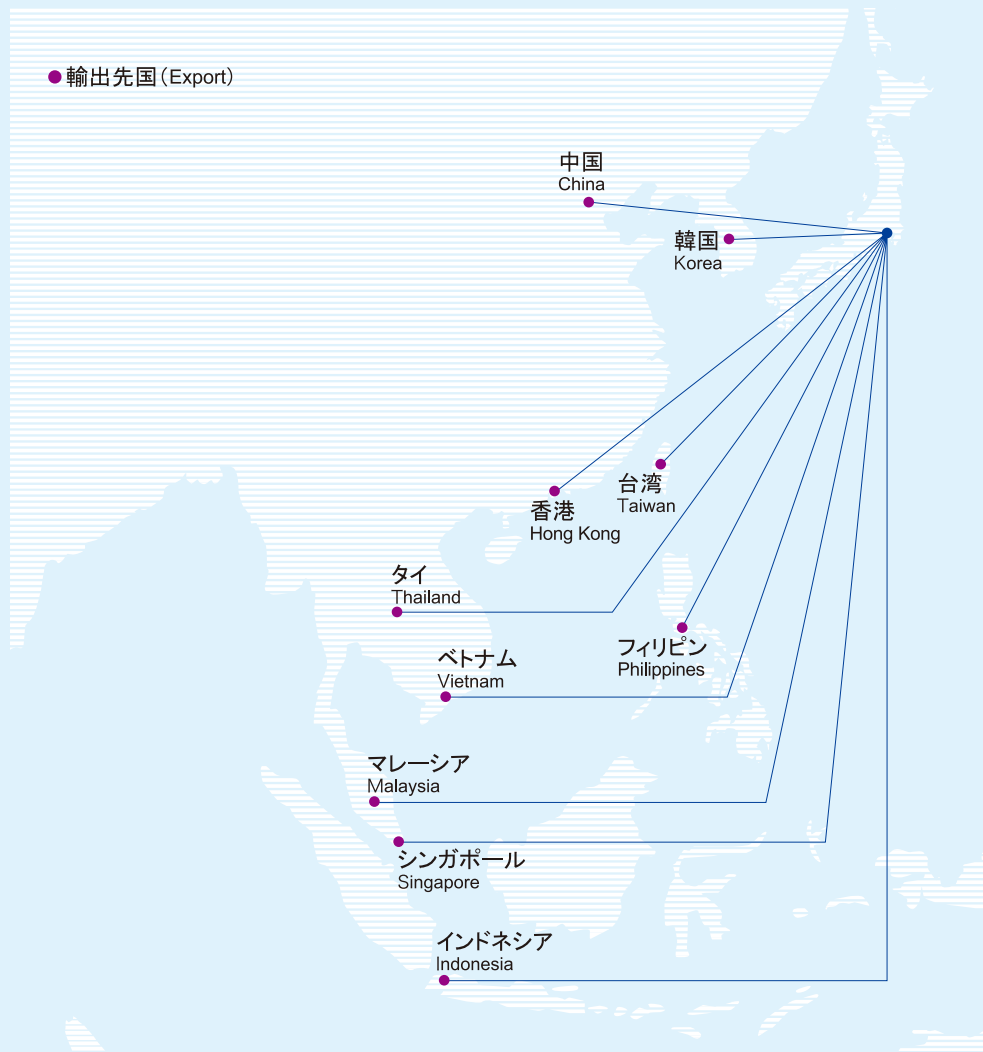 輸出先国（Export）
中国
China
韓国
Korea
台湾
Taiwan
香港
Hong Kong
タイ
Thailand
フィリピン
Philippines
ベトナム
Vietnam
マレーシア
Malaysia
シンガポール
Singapore
インドネシア
Indonesia